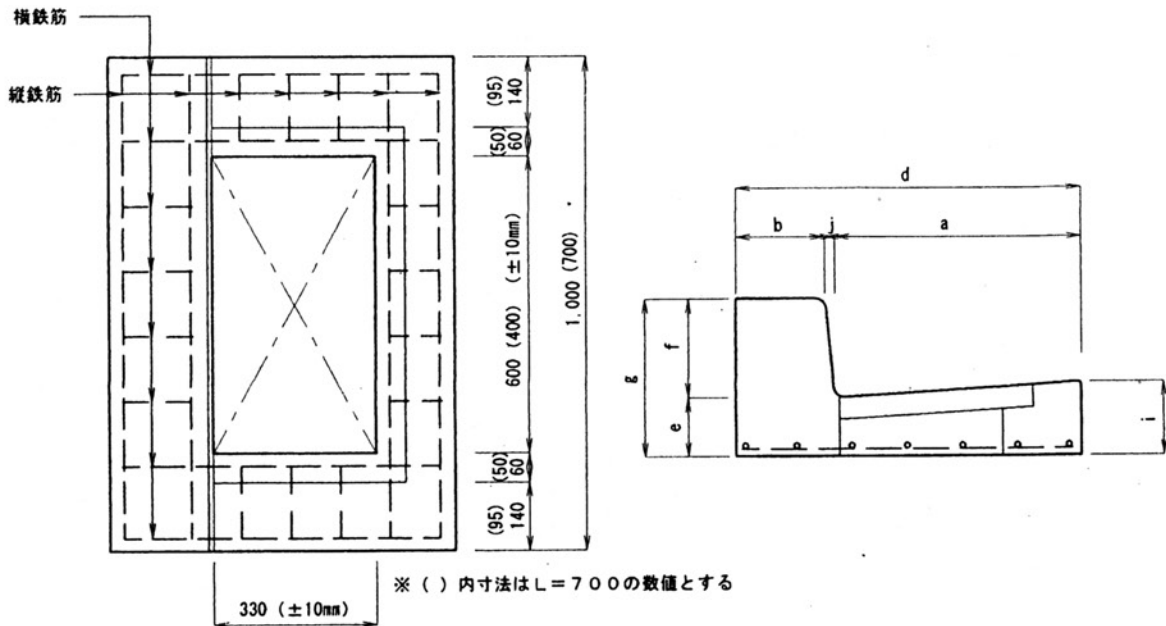 横鉄筋
縦鉄筋
(95)
140
(50)
60
600 (400) (±10mm)
1,000 (700)
(50)
60
(95)
140
330 (±10mm)
※ ( ) 内寸法はL=700の数値とする
d
b
j
a
g
f
e
i